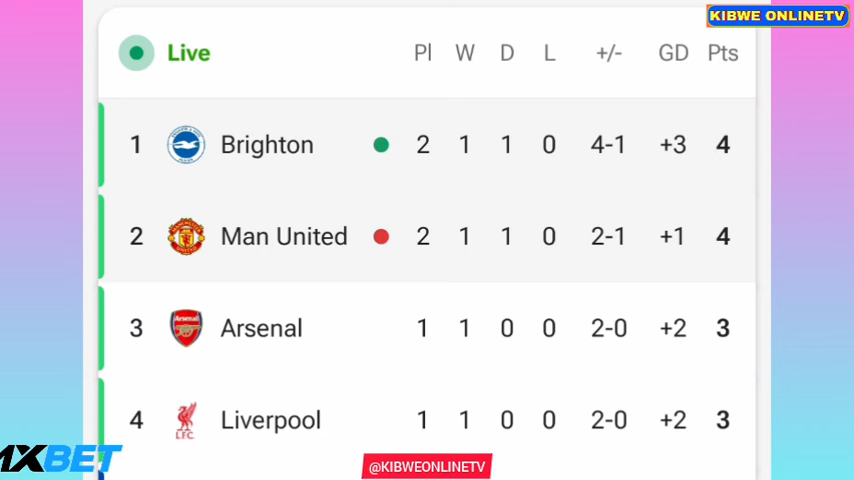 KIBWE ONLINETV
Live Pl W D L +/- GD Pts
1 Brighton 2 1 1 0 4-1 +3 4
2 Man United 2 1 1 0 2-1 +1 4
3 Arsenal 1 1 0 0 2-0 +2 3
4 Liverpool 1 1 0 0 2-0 +2 3
Arsenal
L.F.C.
1XBET
@KIBWEONLINETV